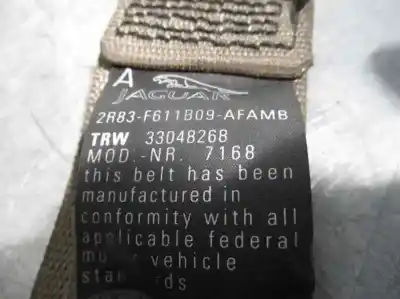 A
JAGUAR
2R83-F611B09-AFAMB
TRW 33048268
MOD.-NR. 7168
this belt has been
manufactured in
conformity with all
applicable federal
vehicle